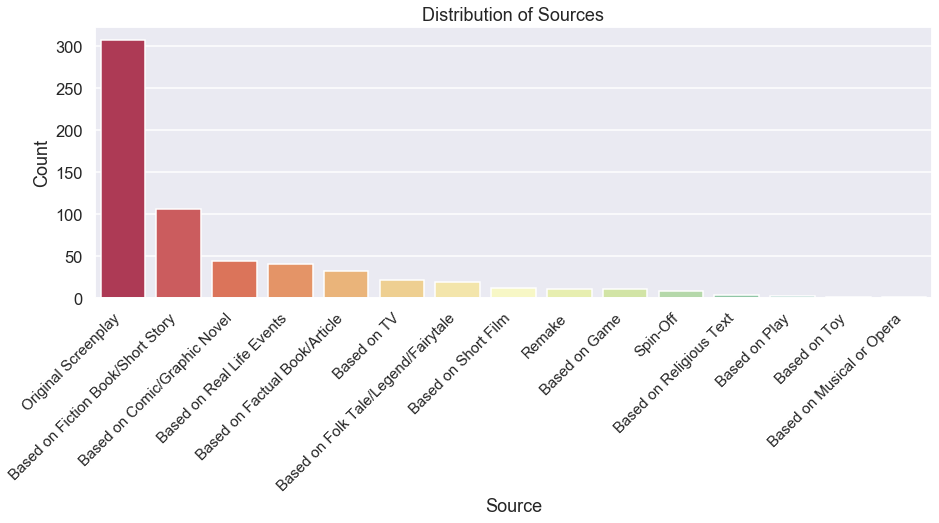 Distribution of Sources
300
250
200
150
100
50
0
Count
Original Screenplay
Based on Fiction Book/Short Story
Based on Comic/Graphic Novel
Based on Real Life Events
Based on Factual Book/Article
Based on TV
Based on Folk Tale/Legend/Fairytale
Based on Short Film
Remake
Based on Game
Spin-Off
Based on Religious Text
Based on Play
Based on Toy
Based on Musical or Opera
Source